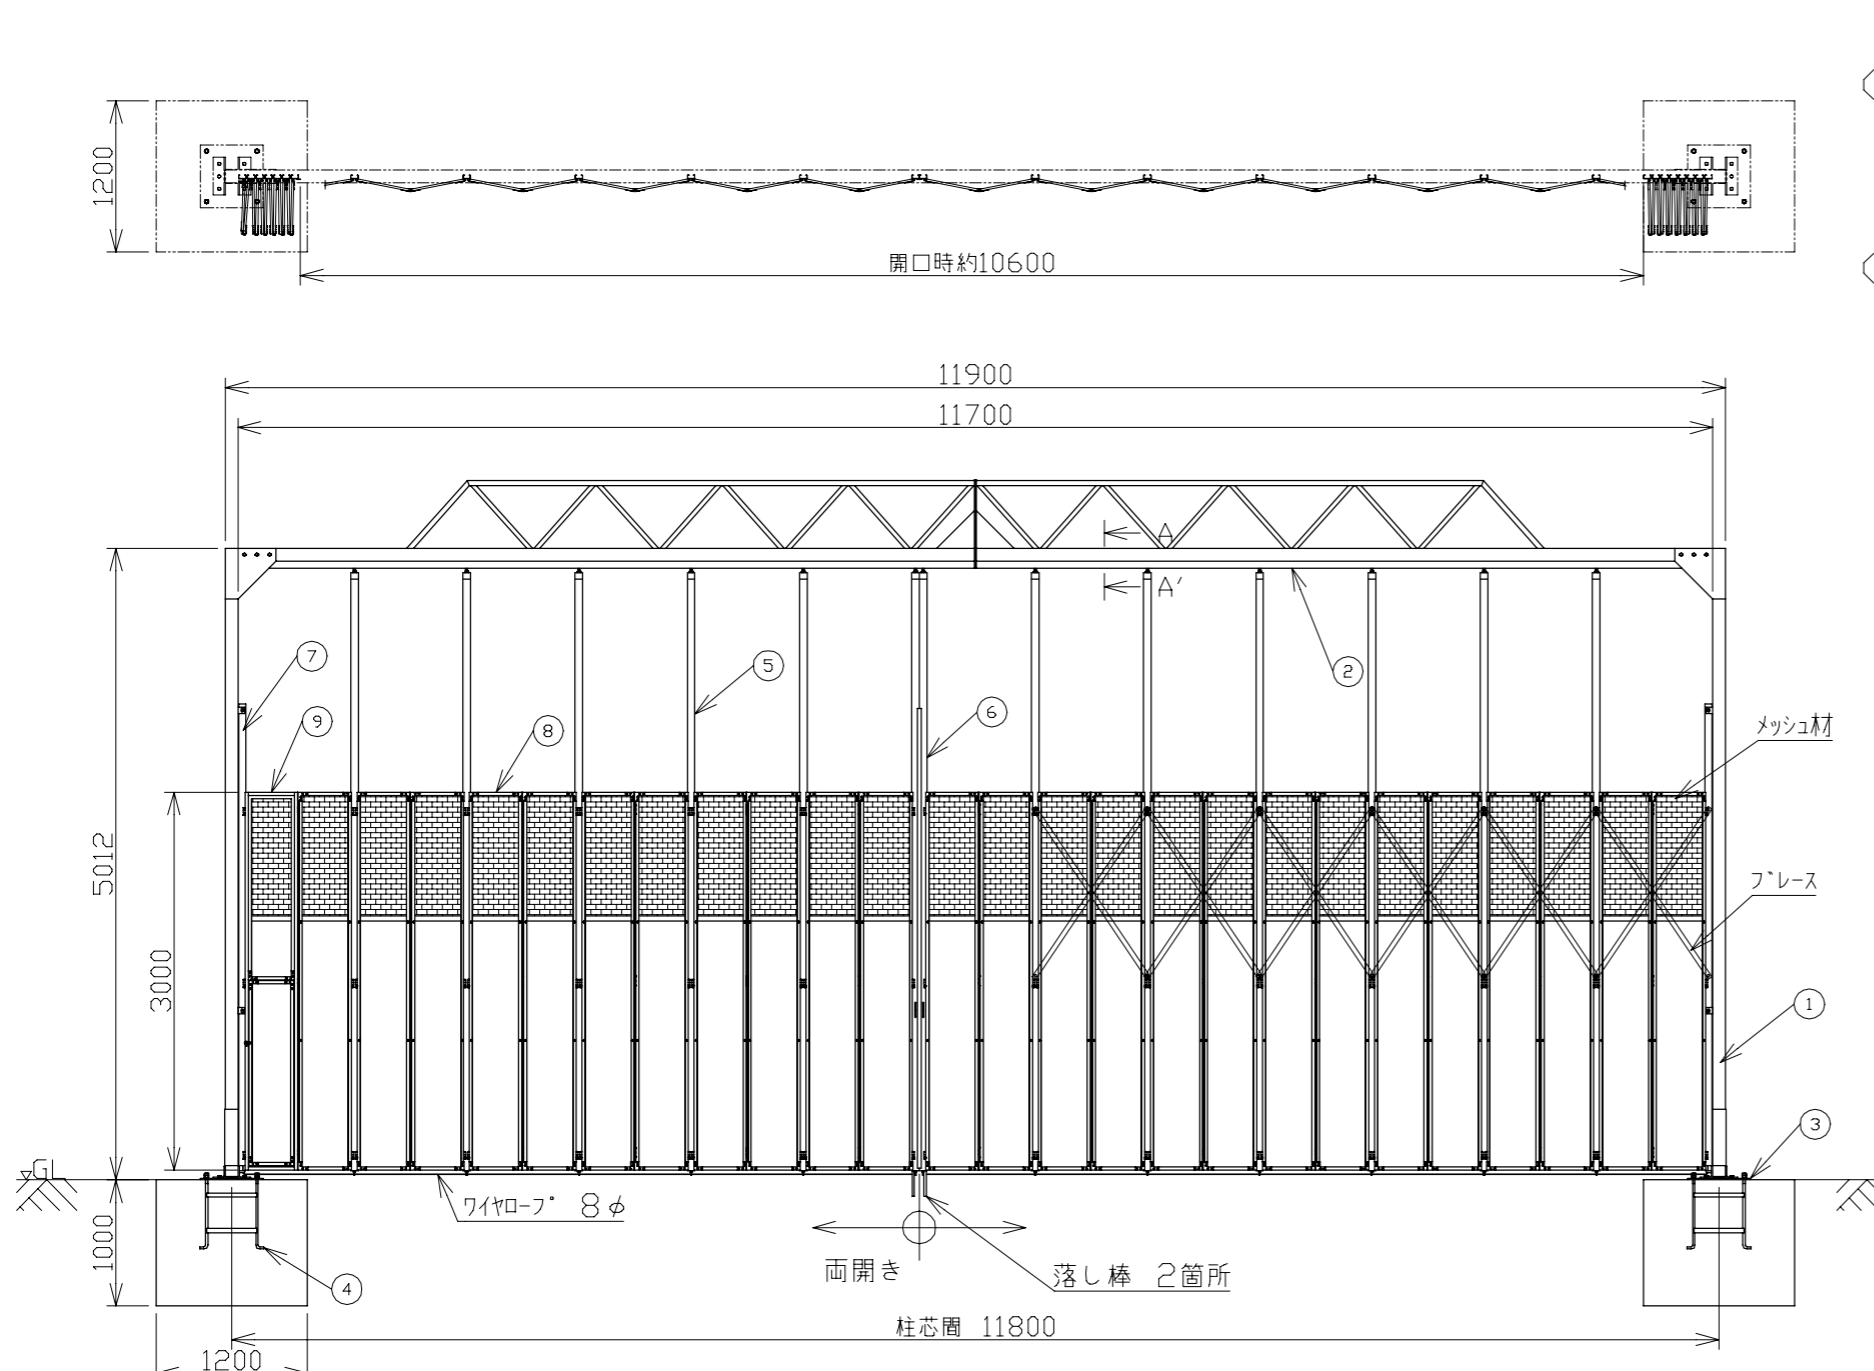 1200
開口時約10600
11900
11700
A
A'
⑦
⑤
②
⑨
⑧
⑥
メッシュ材
5012
3000
ブレース
①
③
GL
ワイヤロープ 8φ
1000
④
両開き
落し棒 2箇所
柱芯間 11800
1200